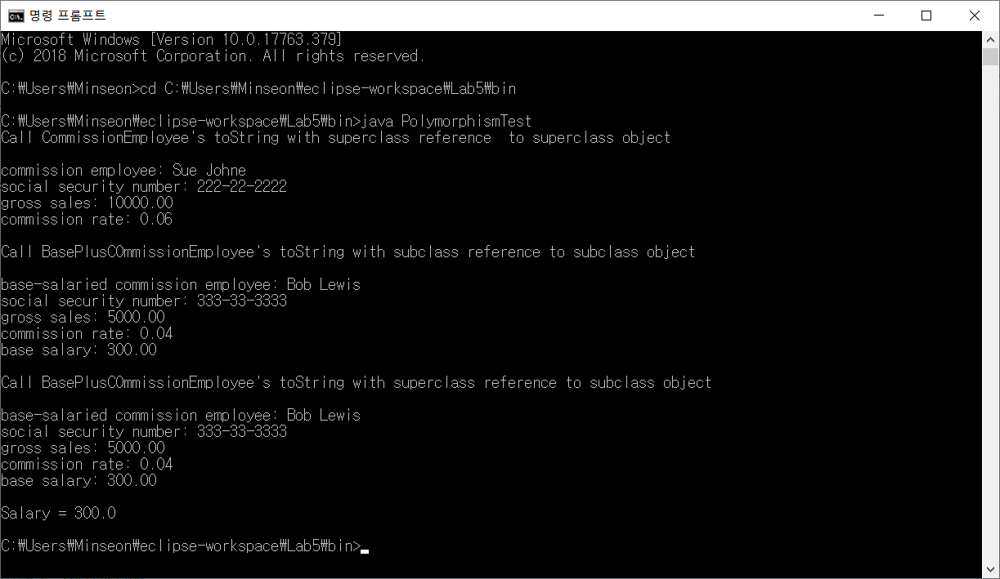 명령 프롬프트
Microsoft Windows [Version 10.0.17763.379]
(c) 2018 Microsoft Corporation. All rights reserved.
C:₩Users₩Minseon>cd C:₩Users₩Minseon₩eclipse-workspace₩Lab5₩bin
C:₩Users₩Minseon₩eclipse-workspace₩Lab5₩bin>java PolymorphismTest
Call CommissionEmployee's toString with superclass reference  to superclass object
commission employee: Sue Johne
social security number: 222-22-2222
gross sales: 10000.00
commission rate: 0.06
Call BasePlusCOmmissionEmployee's toString with subclass reference to subclass object
base-salaried commission employee: Bob Lewis
social security number: 333-33-3333
gross sales: 5000.00
commission rate: 0.04
base salary: 300.00
Call BasePlusCOmmissionEmployee's toString with superclass reference to subclass object
base-salaried commission employee: Bob Lewis
social security number: 333-33-3333
gross sales: 5000.00
commission rate: 0.04
base salary: 300.00
Salary = 300.0
C:₩Users₩Minseon₩eclipse-workspace₩Lab5₩bin>